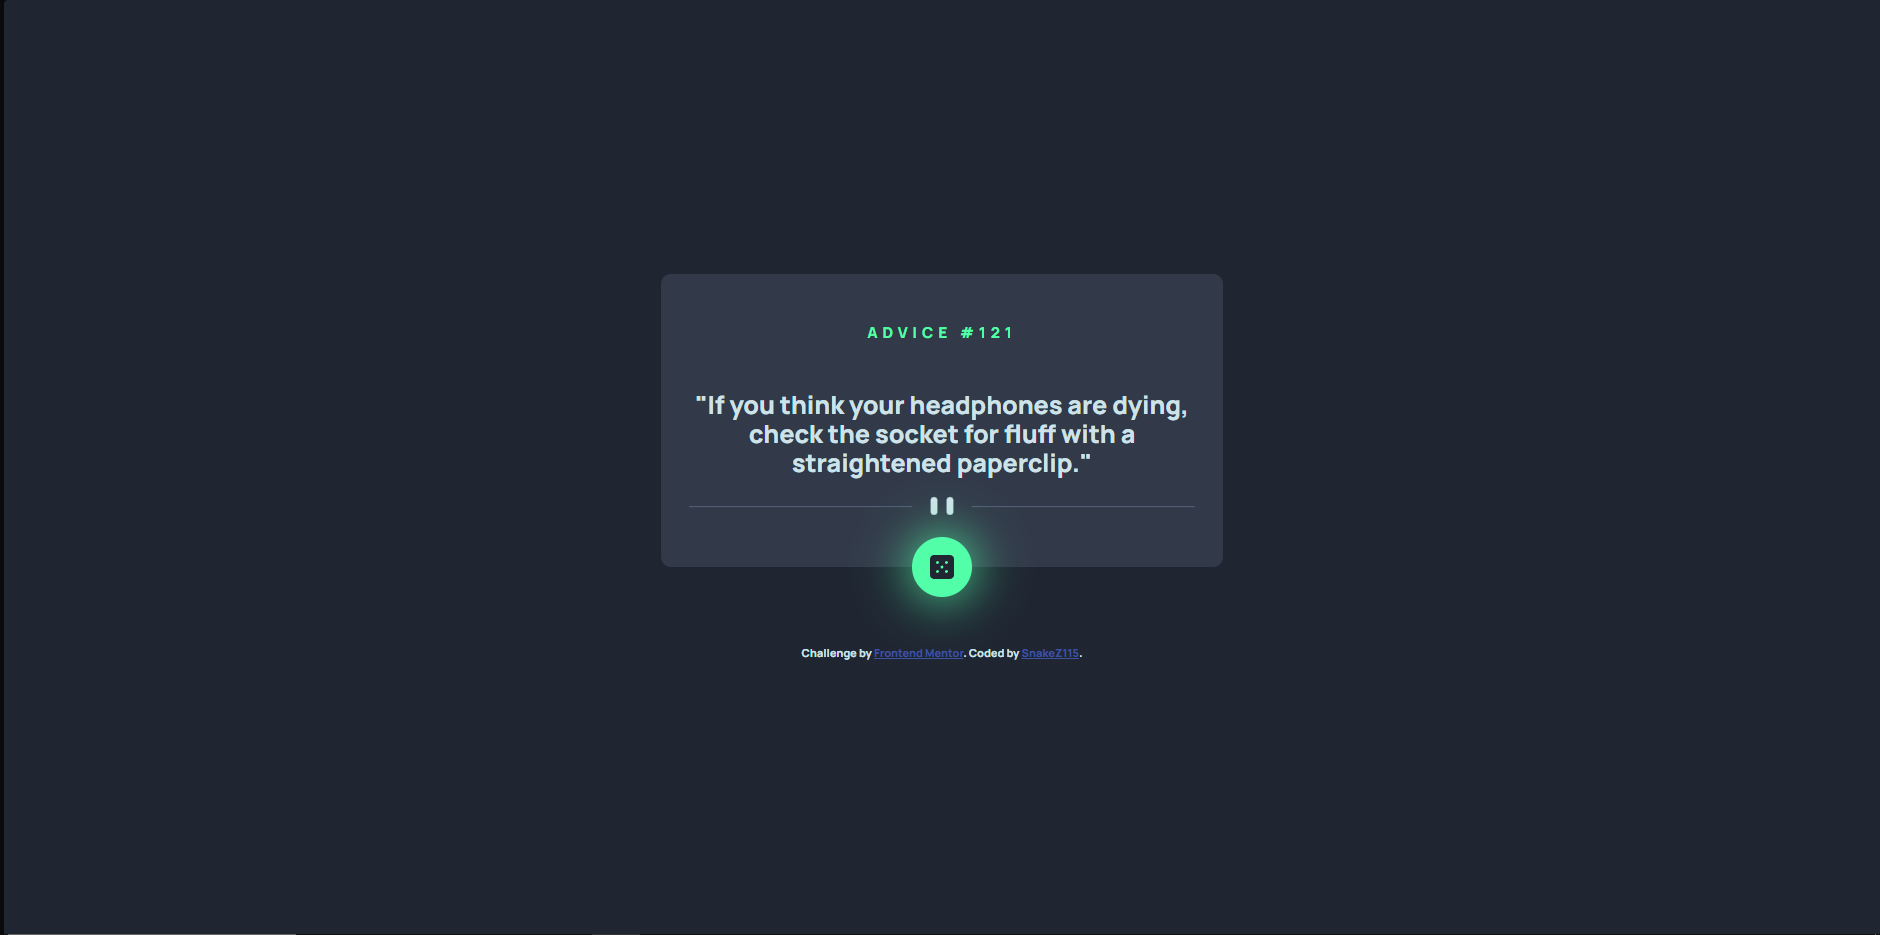 ADVICE #121
"If you think your headphones are dying,
check the socket for fluff with a
straightened paperclip."
Challenge by Frontend Mentor. Coded by SnakeZ115.